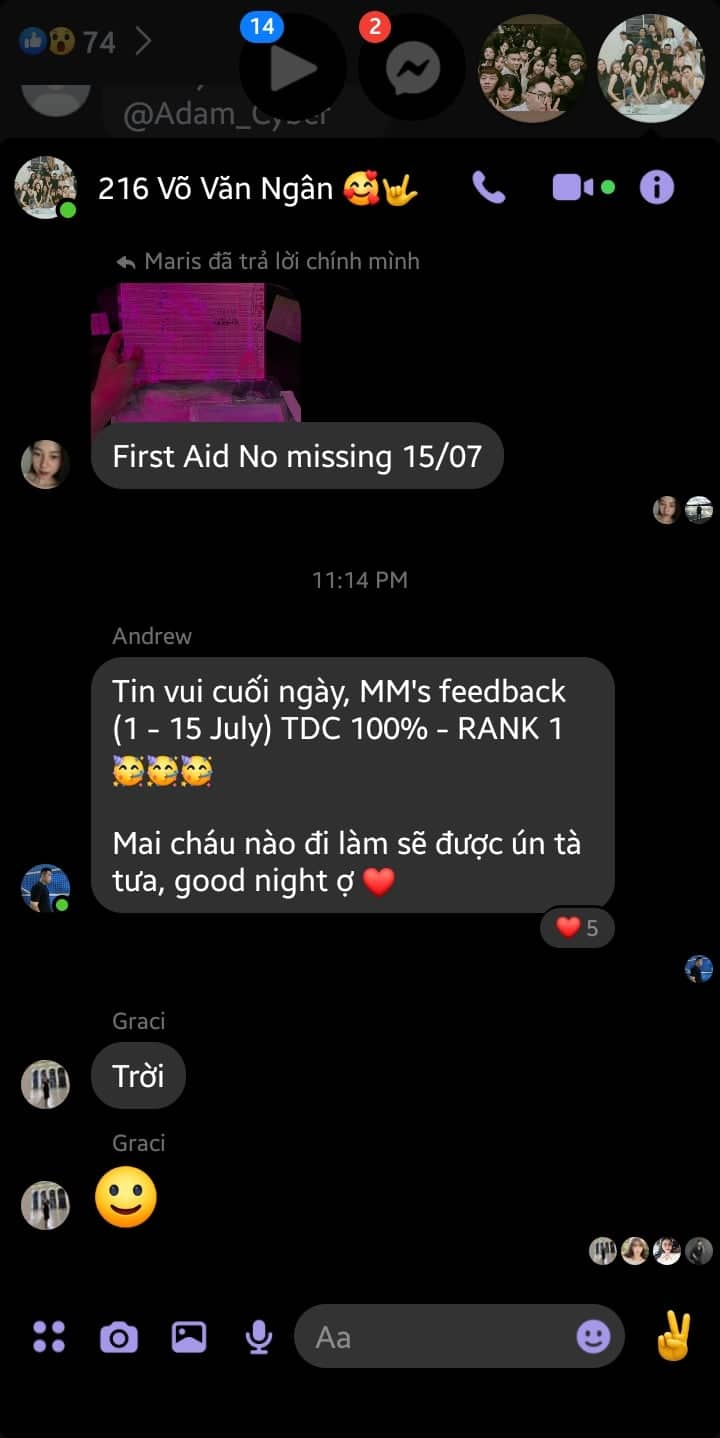 74
14
2
@Adam_Cyber
216 Võ Văn Ngân 🥰🤟
Maris đã trả lời chính mình
First Aid No missing 15/07
11:14 PM
Andrew
Tin vui cuối ngày, MM's feedback
(1 - 15 July) TDC 100% - RANK 1
🥳🥳🥳
Mai cháu nào đi làm sẽ được ún tà
tưa, good night ợ ❤️
❤️ 5
Graci
Trời
Graci
🙂
Aa